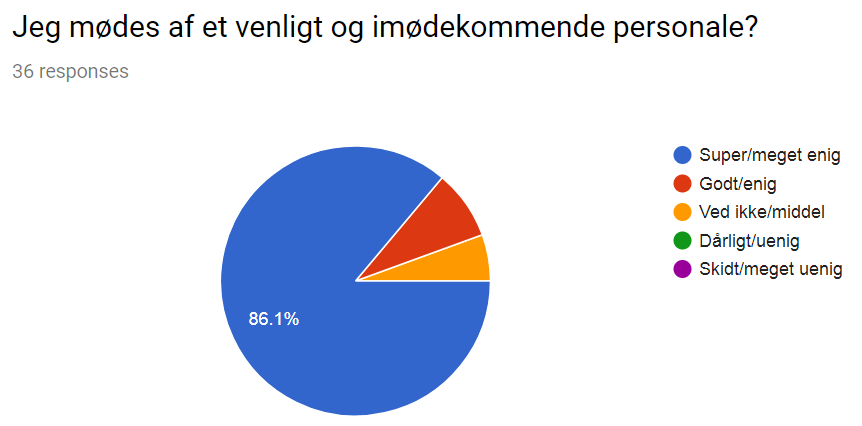 Jeg mødes af et venligt og imødekommende personale?
36 responses
Super/meget enig
Godt/enig
Ved ikke/middel
Dårligt/uenig
Skidt/meget uenig
86.1%